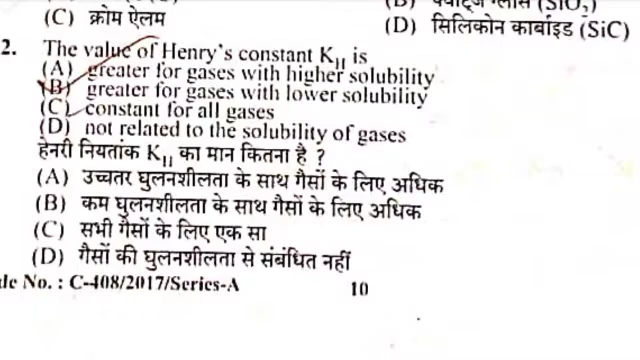 (C) क्रोम ऐलम
(SiO₂)
(D) सिलिकोन कार्बाइड (SiC)
2. The value of Henry's constant K_H is
(A) greater for gases with higher solubility
(B) greater for gases with lower solubility
(C) constant for all gases
(D) not related to the solubility of gases
हेनरी नियतांक K_H का मान कितना है ?
(A) उच्चतर घुलनशीलता के साथ गैसों के लिए अधिक
(B) कम घुलनशीलता के साथ गैसों के लिए अधिक
(C) सभी गैसों के लिए एक सा
(D) गैसों की घुलनशीलता से संबंधित नहीं
de No. : C-408/2017/Series-A
10